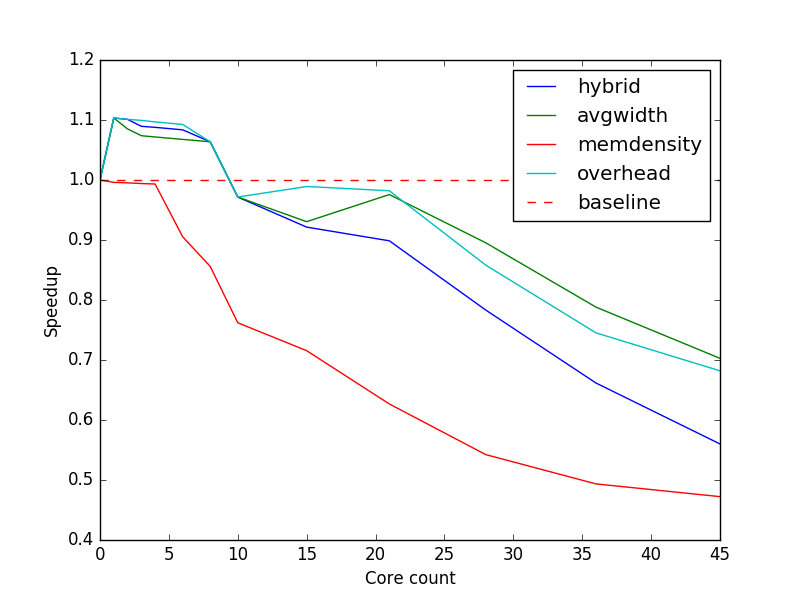 1.2
1.1
1.0
0.9
0.8
0.7
0.6
0.5
0.4
Speedup
0 5 10 15 20 25 30 35 40 45
Core count
hybrid
avgwidth
memdensity
overhead
baseline